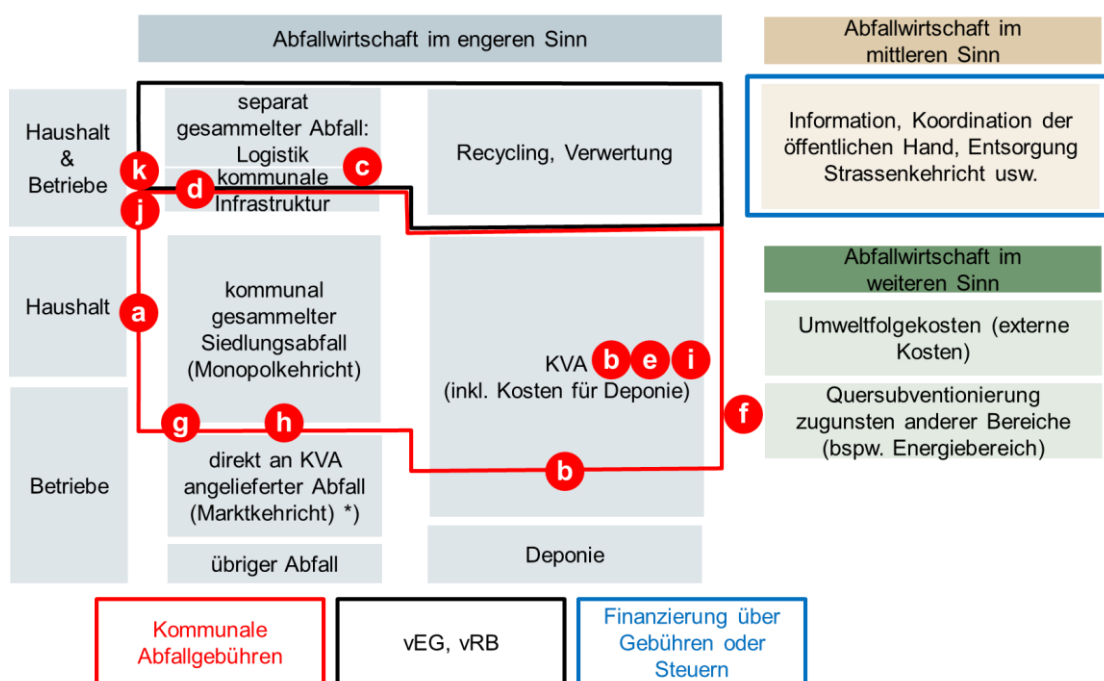 Abfallwirtschaft im engeren Sinn
Abfallwirtschaft im
mittleren Sinn
Haushalt
&
Betriebe
separat
gesammelter Abfall:
Logistik
Recycling, Verwertung
Information, Koordination der
öffentlichen Hand, Entsorgung
Strassenkehricht usw.
k
c
d
kommunale
Infrastruktur
j
Haushalt
a
kommunal
gesammelter
Siedlungsabfall
(Monopolkehricht)
KVA b e i
(inkl. Kosten für Deponie)
Abfallwirtschaft im
weiteren Sinn
Umweltfolgekosten (externe
Kosten)
f
Quersubventionierung
zugunsten anderer Bereiche
(bspw. Energiebereich)
g
h
b
Betriebe
direkt an KVA
angelieferter Abfall
(Marktkehricht) *)
übriger Abfall
Deponie
Kommunale
Abfallgebühren
vEG, vRB
Finanzierung über
Gebühren oder
Steuern